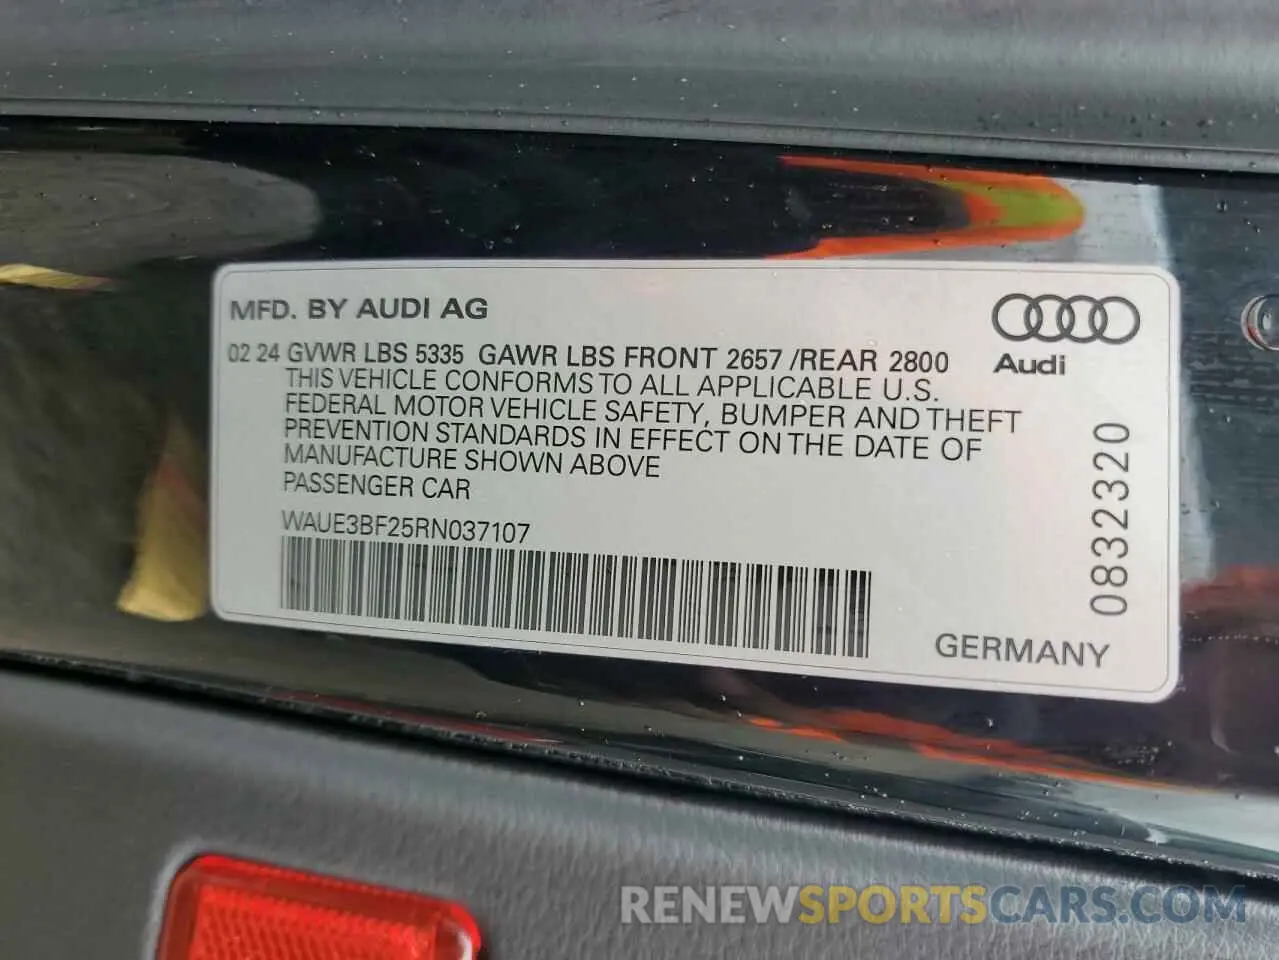 MFD. BY AUDI AG
02 24 GVWR LBS 5335 GAWR LBS FRONT 2657 /REAR 2800
THIS VEHICLE CONFORMS TO ALL APPLICABLE U.S.
FEDERAL MOTOR VEHICLE SAFETY, BUMPER AND THEFT
PREVENTION STANDARDS IN EFFECT ON THE DATE OF
MANUFACTURE SHOWN ABOVE
PASSENGER CAR
WAUE3BF25RN037107
Audi
0832320
GERMANY
RENEWSPORTSCARS.COM